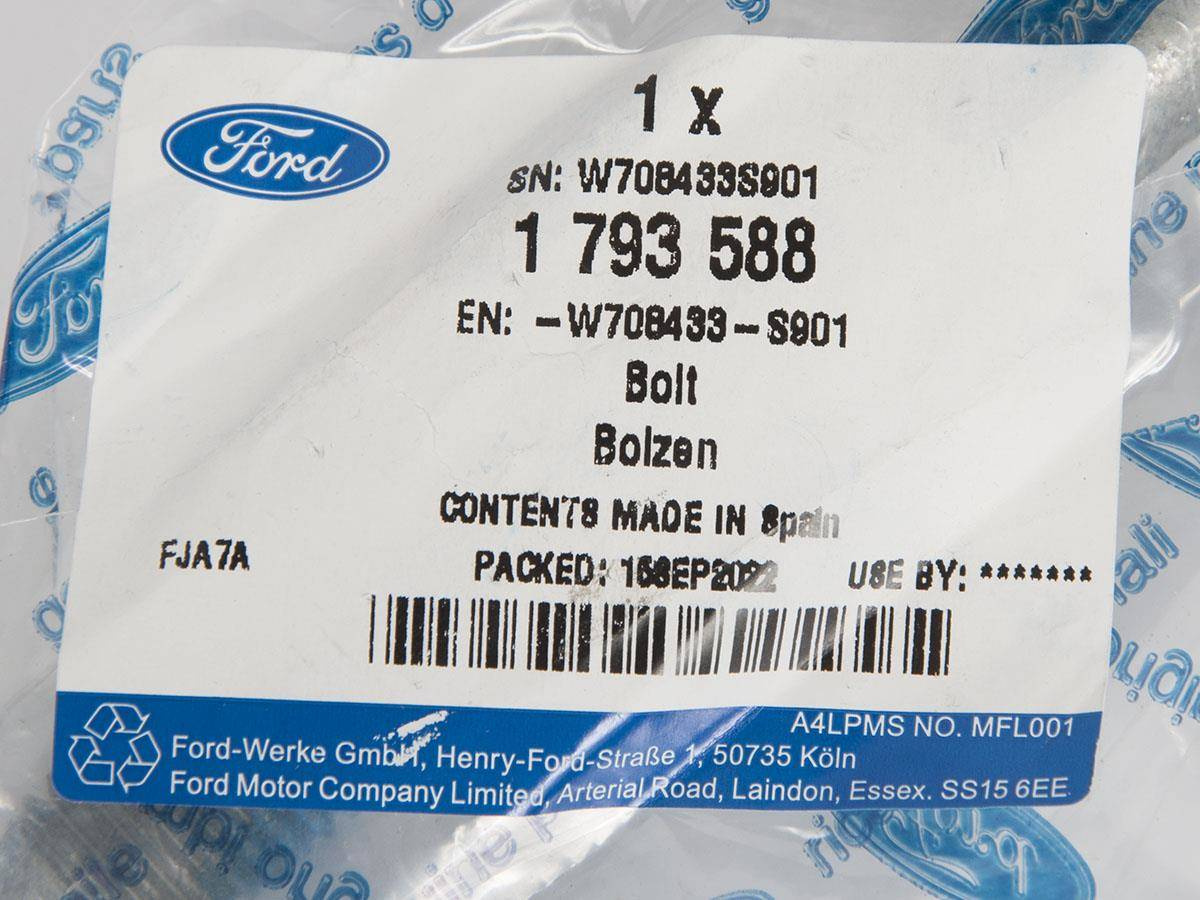 Ford
1 x
SN: W708433S901
1 793 588
EN: -W708433-S901
Bolt
Bolzen
CONTENTS MADE IN Spain
FJA7A
PACKED: 15SEP2022 USE BY: *******
A4LPMS NO. MFL001
Ford-Werke GmbH, Henry-Ford-Straße 1, 50735 Köln
Ford Motor Company Limited, Arterial Road, Laindon, Essex. SS15 6EE
Ford